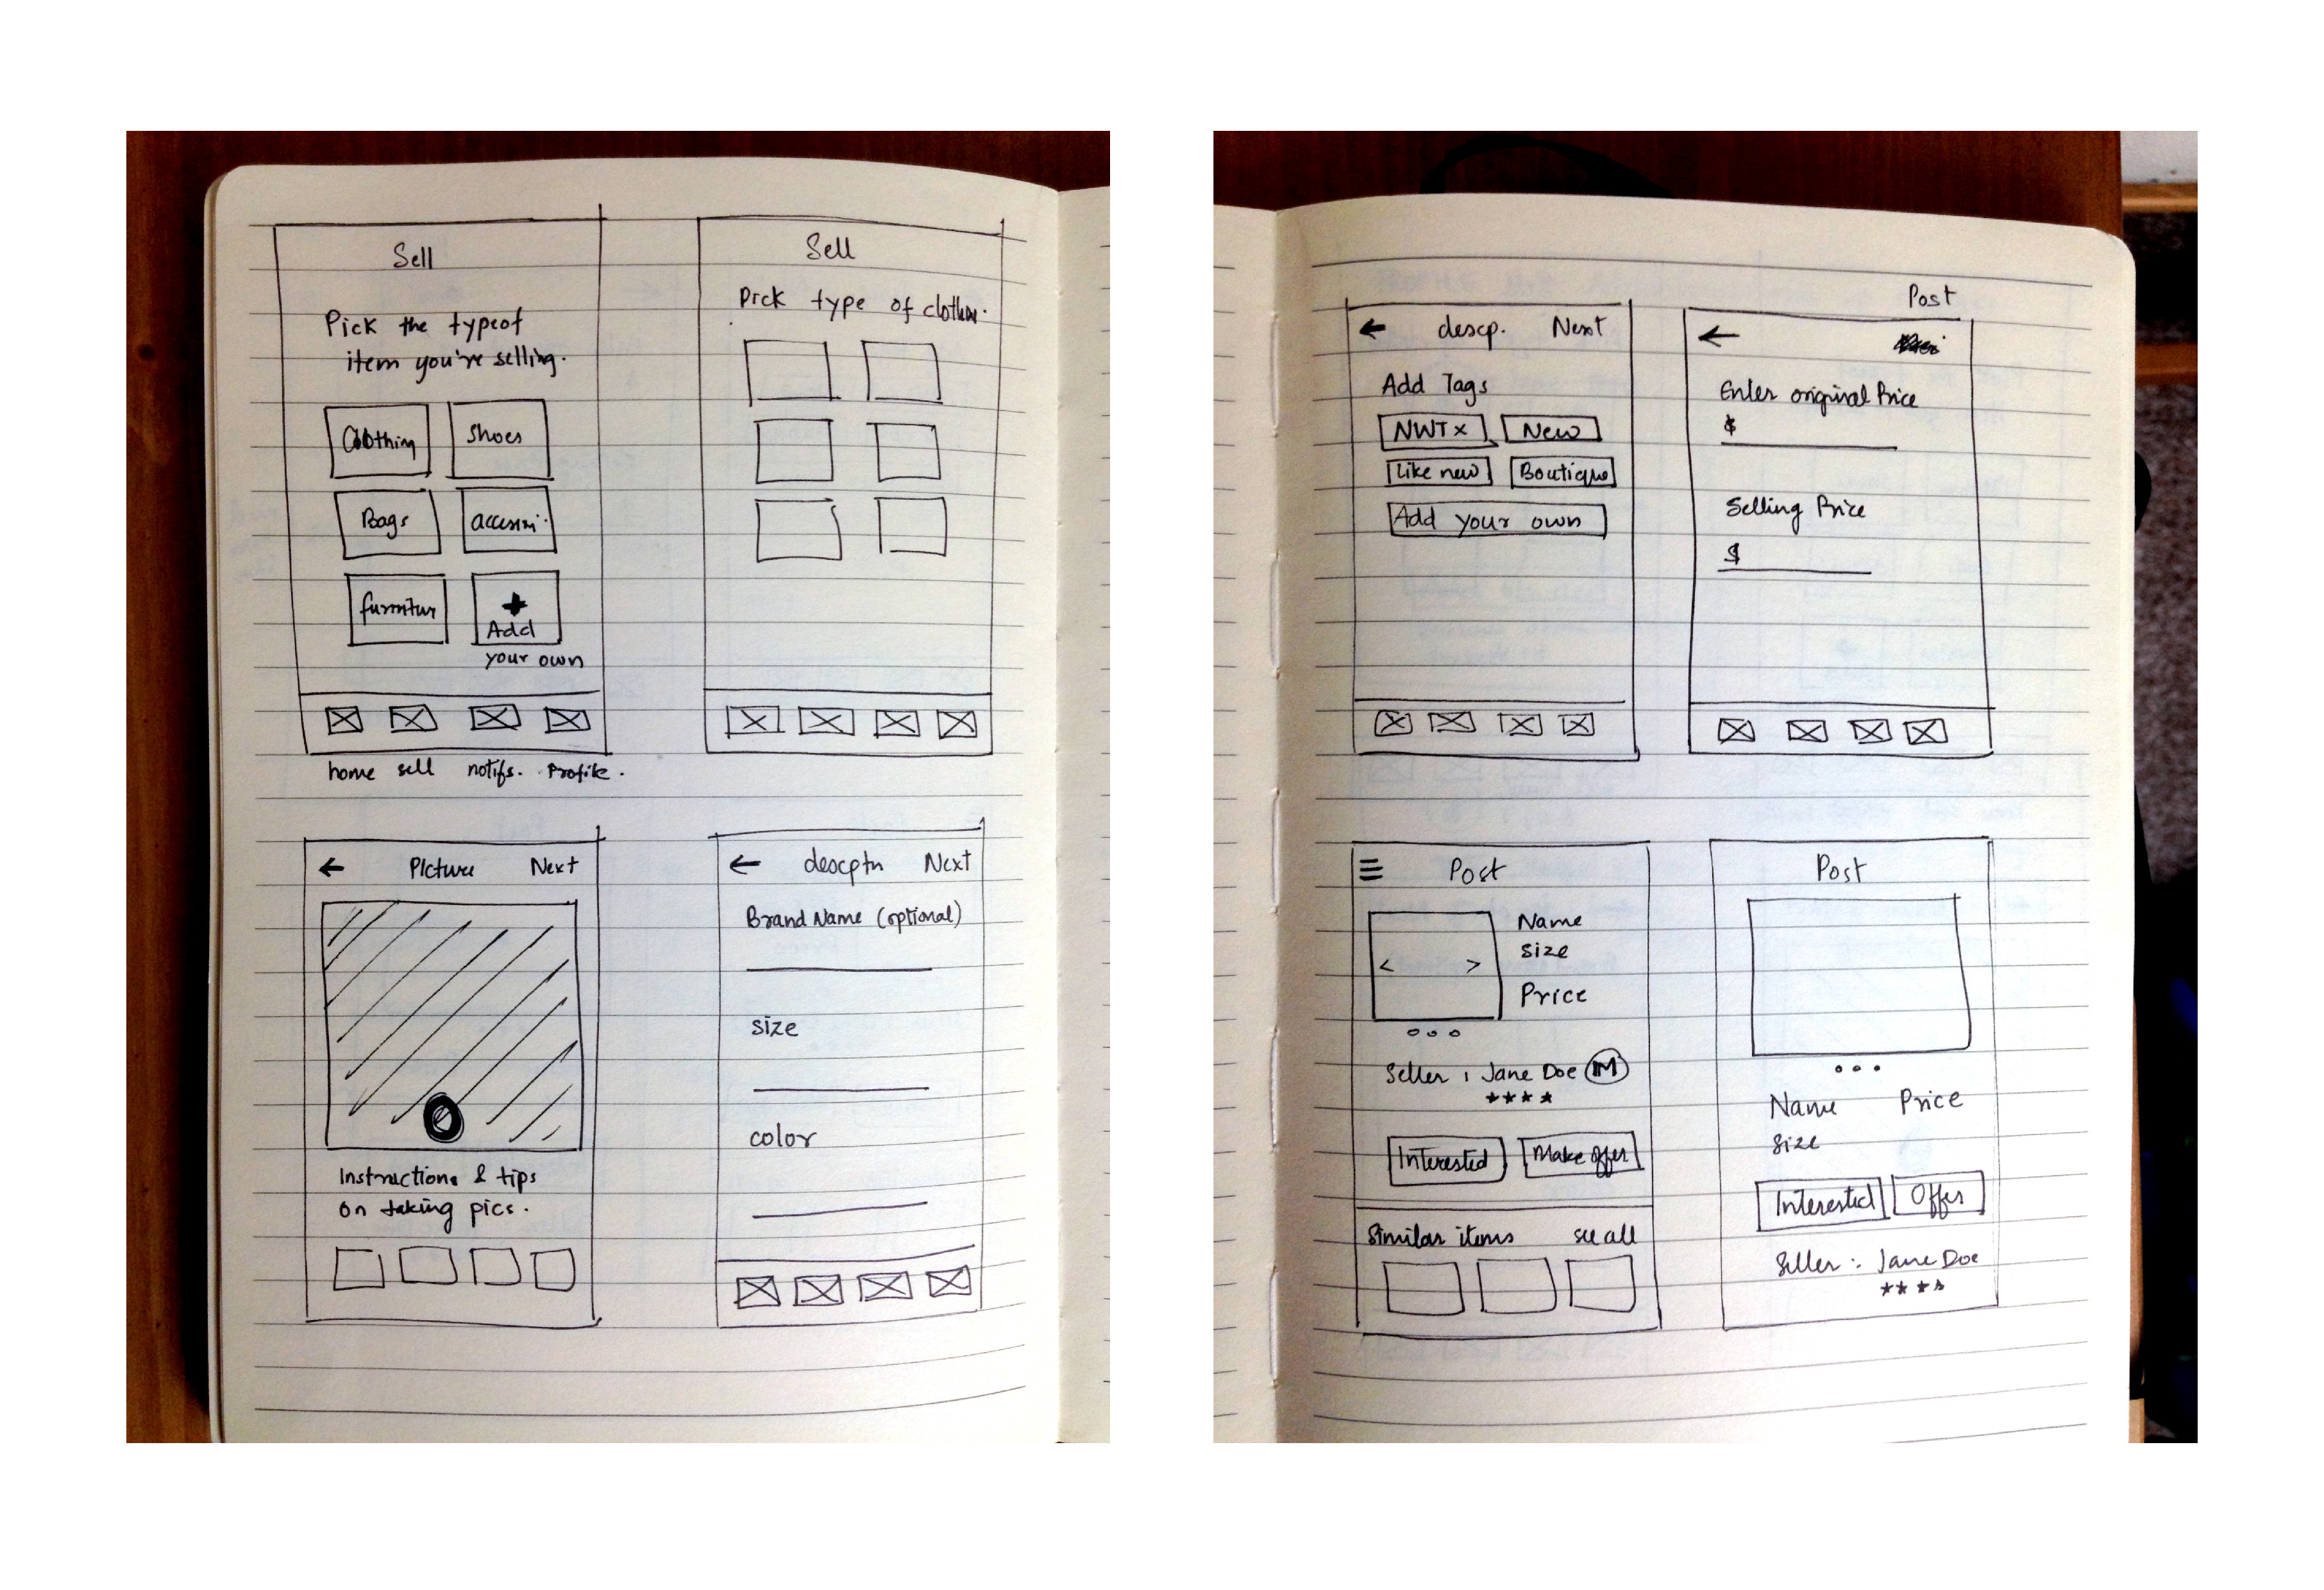 Sell
Pick the type of
item you're selling.
Clothing
Shoes
Bags
accessori.
furnitur
+
Add
your own
home sell notifs. Profile.
Sell
Pick type of clothes.
← Picture Next
Instructions & tips
on taking pics.
← descptn Next
Brand Name (optional)
size
color
← descp. Next
Add Tags
NWT x
New
Like new
Boutique
Add your own
Post
←
Enter original Price
$
Selling Price
$
Post
< >
Name
size
Price
Seller : Jane Doe M
Interested
Make offer
Similar items see all
Post
Name Price
size
Interested
Offer
Seller : Jane Doe